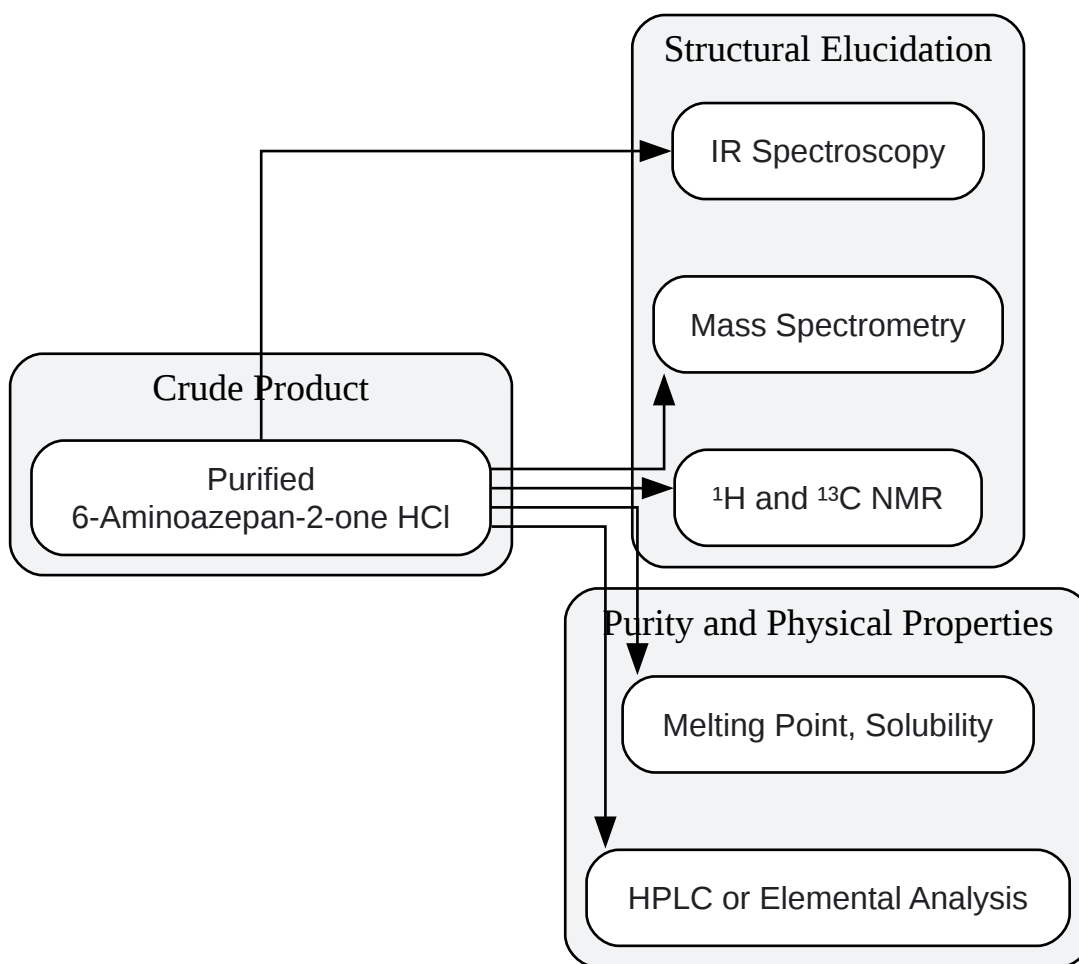 Structural Elucidation
IR Spectroscopy
Mass Spectrometry
¹H and ¹³C NMR
Crude Product
Purified
6-Aminoazepan-2-one HCl
Purity and Physical Properties
Melting Point, Solubility
HPLC or Elemental Analysis